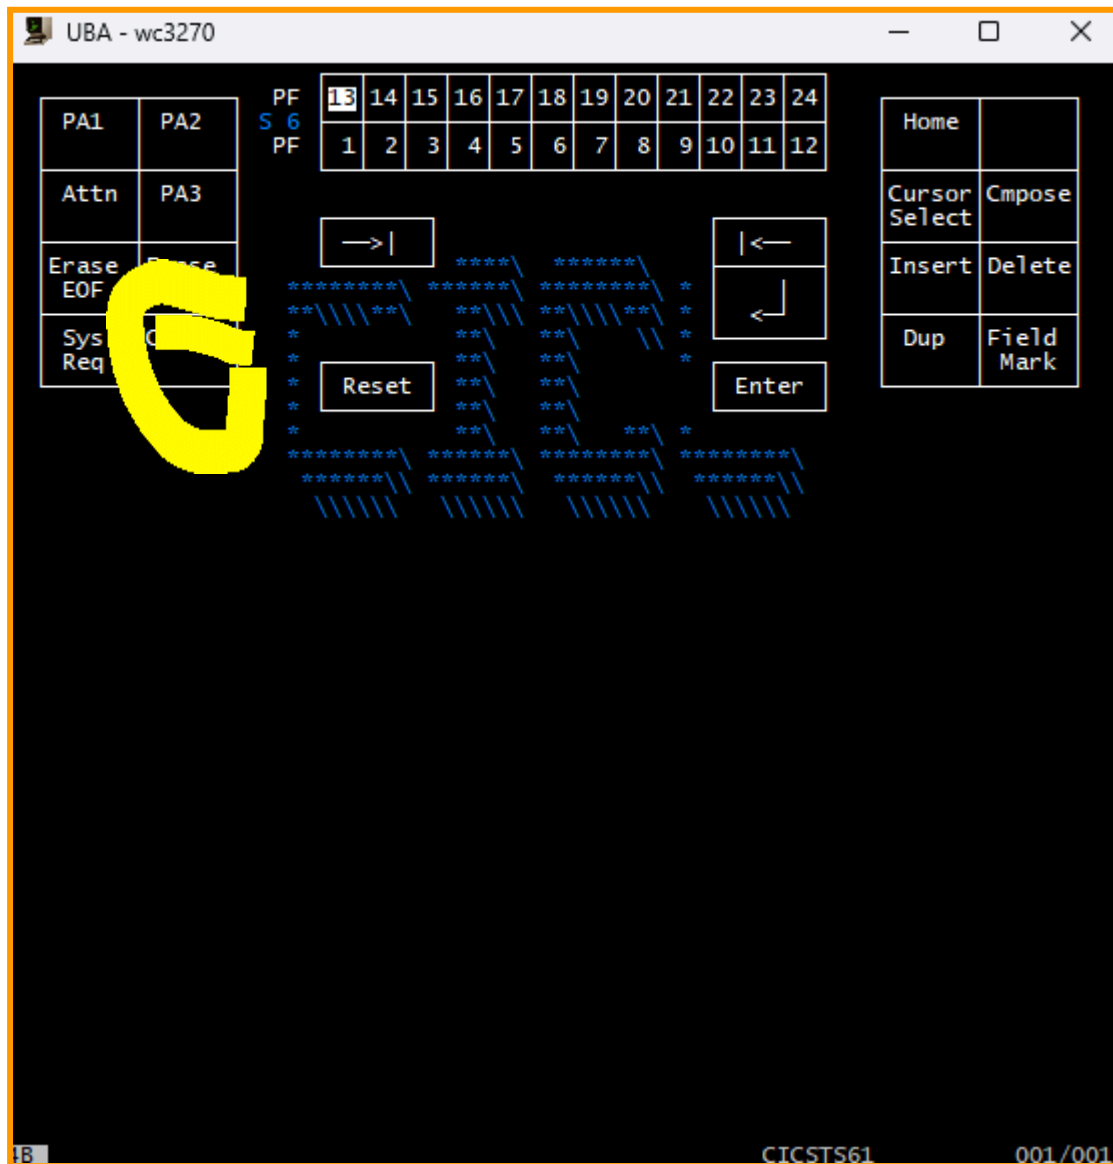 UBA - wc3270
PF 13 14 15 16 17 18 19 20 21 22 23 24
PA1 PA2 S 6 Home
PF 1 2 3 4 5 6 7 8 9 10 11 12
Attn PA3 Cursor Select Cmpose
—>| |<—
Erase EOF Insert Delete
G
<┘
Sys Req Dup Field Mark
Reset Enter
4B CICSTS61 001/001